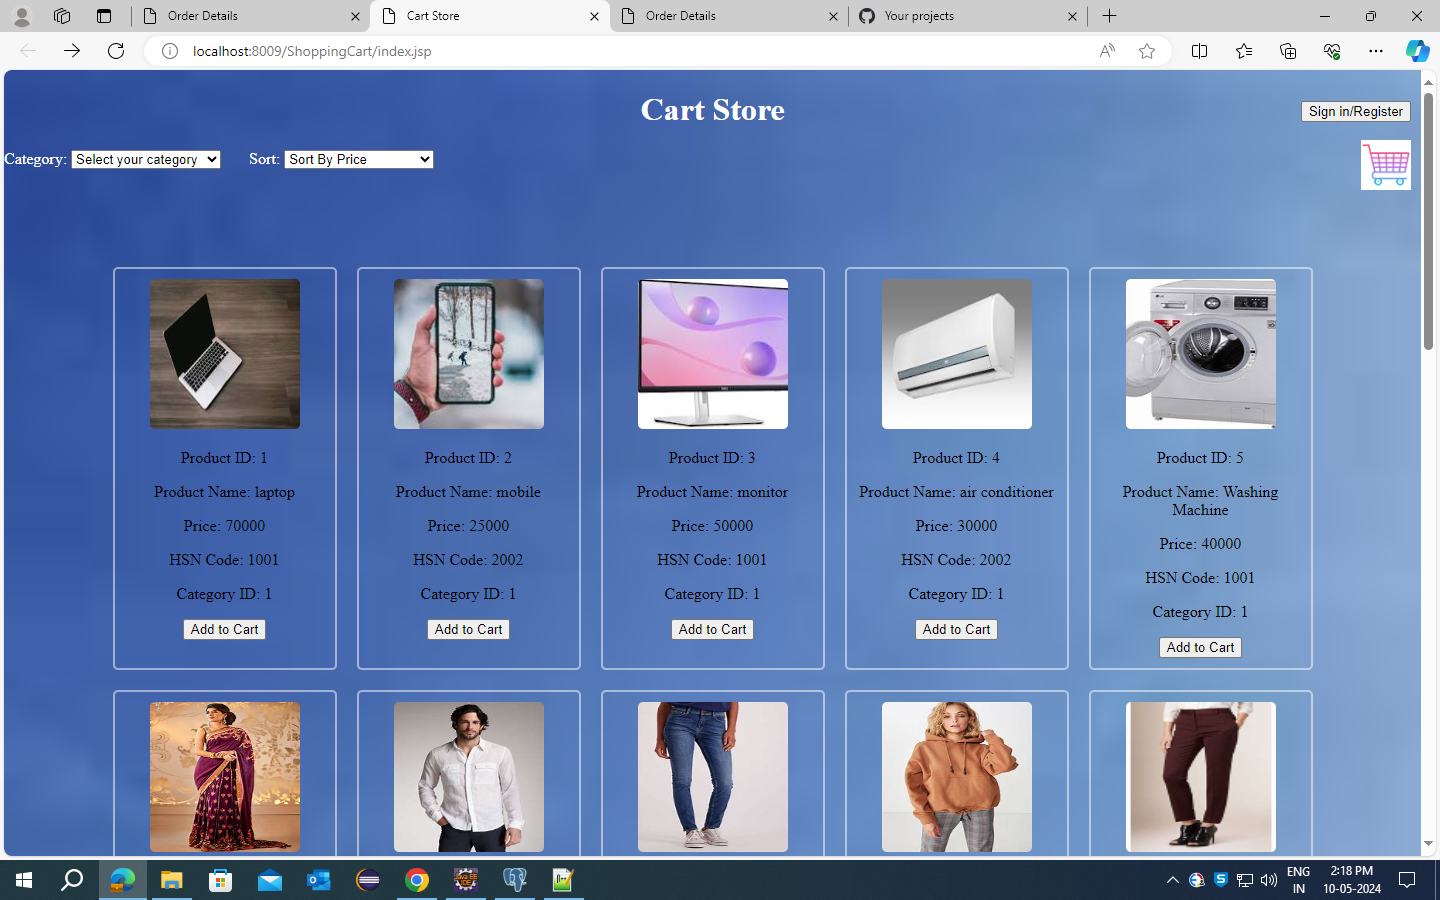 Order Details
Cart Store
Order Details
Your projects
localhost:8009/ShoppingCart/index.jsp
Cart Store
Sign in/Register
Category: Select your category Sort: Sort By Price
Product ID: 1
Product Name: laptop
Price: 70000
HSN Code: 1001
Category ID: 1
Add to Cart
Product ID: 2
Product Name: mobile
Price: 25000
HSN Code: 2002
Category ID: 1
Add to Cart
Product ID: 3
Product Name: monitor
Price: 50000
HSN Code: 1001
Category ID: 1
Add to Cart
Product ID: 4
Product Name: air conditioner
Price: 30000
HSN Code: 2002
Category ID: 1
Add to Cart
Product ID: 5
Product Name: Washing
Machine
Price: 40000
HSN Code: 1001
Category ID: 1
Add to Cart
ENG
IN
2:18 PM
10-05-2024